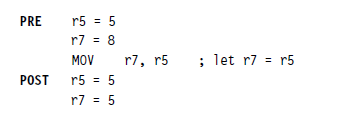 PRE r5 = 5
r7 = 8
MOV r7, r5 ; let r7 = r5
POST r5 = 5
r7 = 5